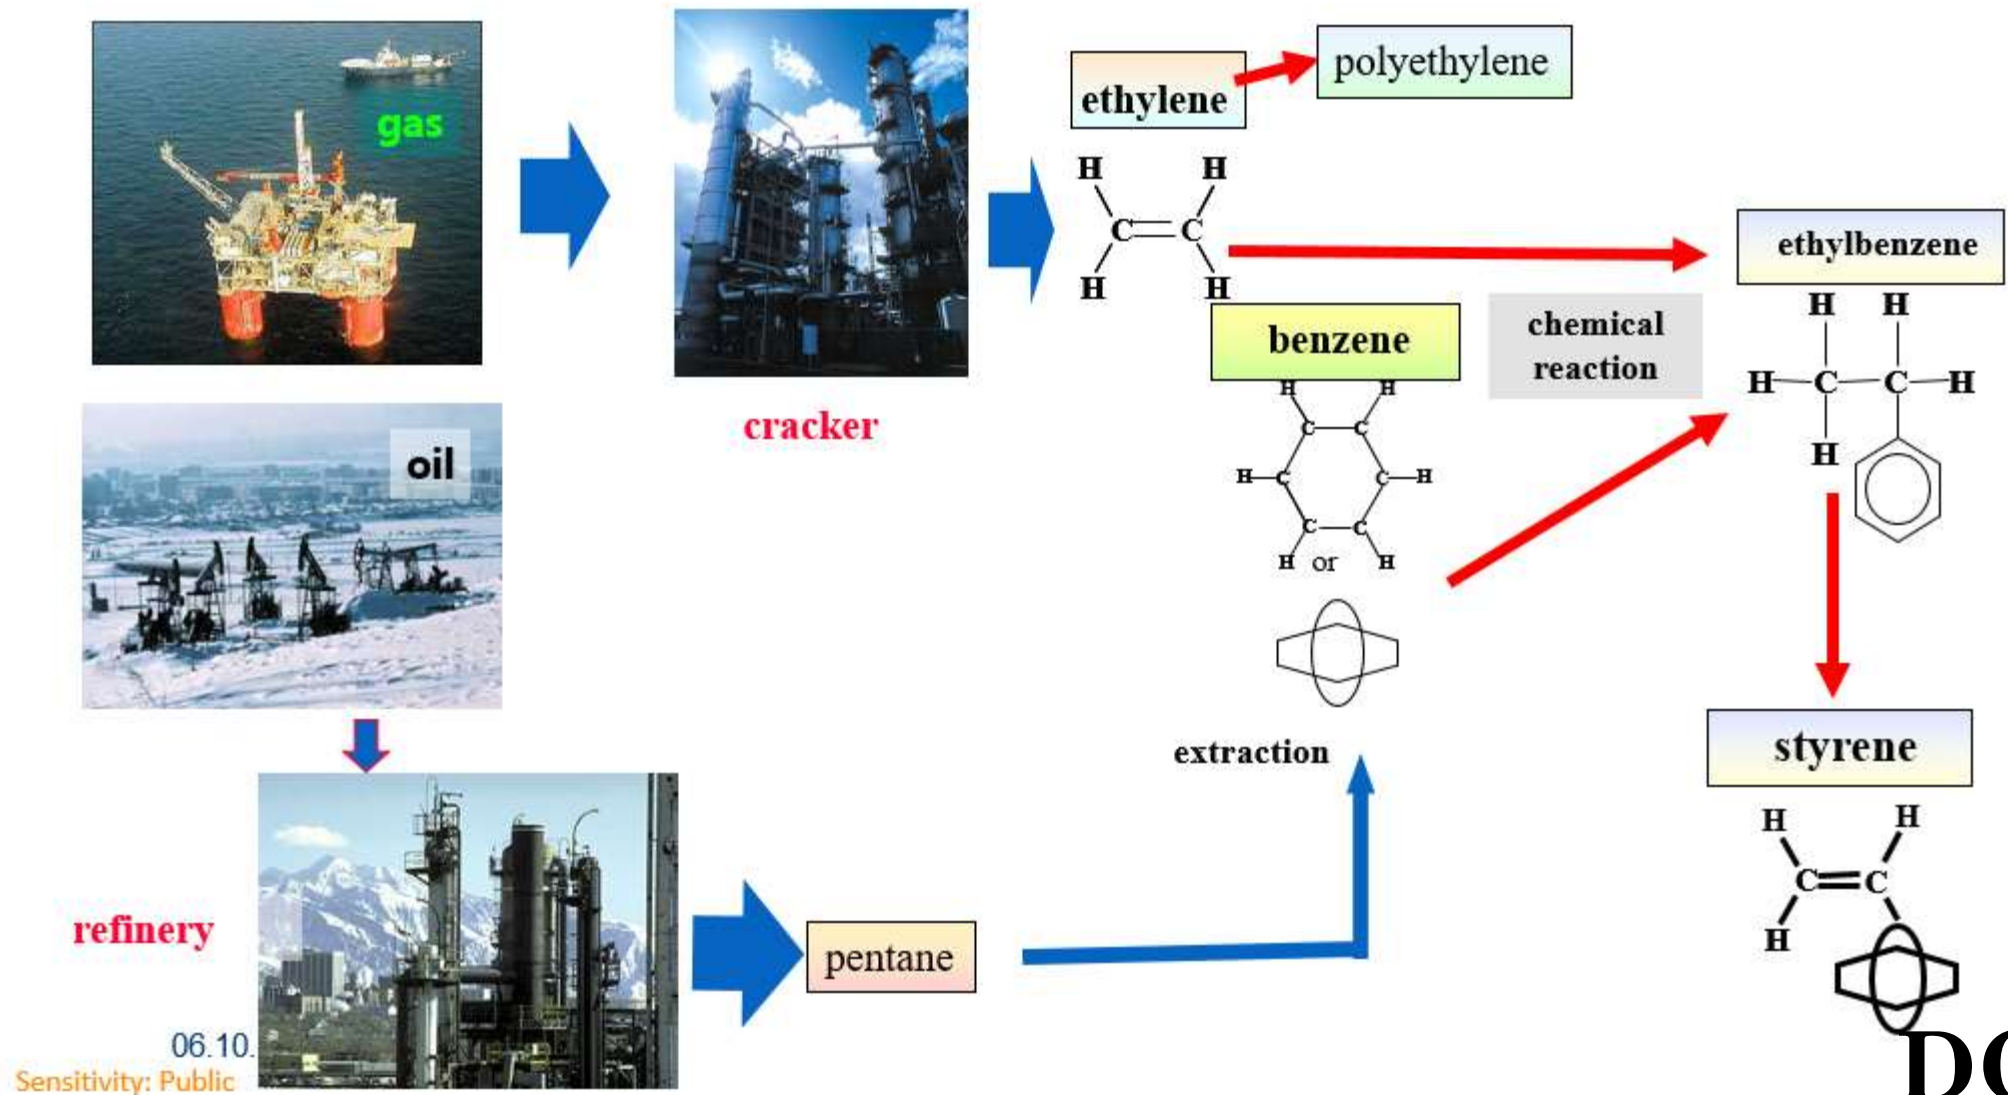 gas
ethylene
polyethylene
H H
C C
H H
ethylbenzene
benzene
chemical
reaction
H H
H C C H
H
H H
C C
H C C H
C C
H or H
cracker
oil
extraction
styrene
H H
C C
H
refinery
pentane
06.10.
Sensitivity: Public